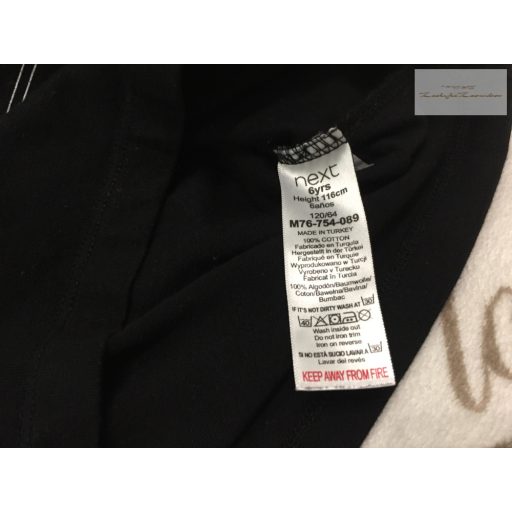 next
6yrs
Height 116cm
6años
120/64
M76-754-089
MADE IN TURKEY
100% COTTON
Fabricado en Turquía
Hergestellt in der Türkei
Fabriqué en Turquie
Wyprodukowano w Turcji
Vyrobeno v Turecku
Fabricat in Turcia
100% Algodón/Baumwolle/
Coton/Bawełna/Bavlna/
Bumbac
IF IT'S NOT DIRTY WASH AT 30
40
Wash inside out
Do not iron trim
Iron on reverse
SI NO ESTÁ SUCIO LAVAR A 30
Lavar del revés
KEEP AWAY FROM FIRE